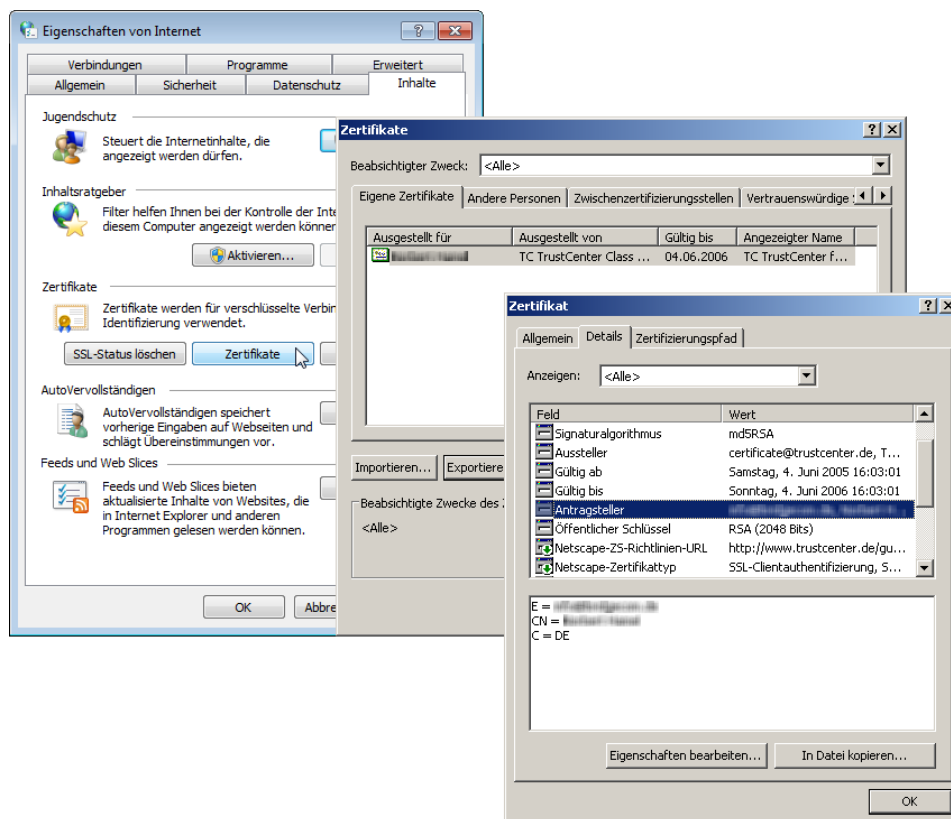 Eigenschaften von Internet
Verbindungen Programme Erweitert
Allgemein Sicherheit Datenschutz Inhalte
Jugendschutz
Steuert die Internetinhalte, die
angezeigt werden dürfen.
Inhaltsratgeber
Filter helfen Ihnen bei der Kontrolle der
diesem Computer angezeigt werden
Aktivieren...
Zertifikate
Zertifikate werden für verschlüsselte
Identifizierung verwendet.
SSL-Status löschen Zertifikate
AutoVervollständigen
AutoVervollständigen speichert
vorherige Eingaben auf Webseiten und
schlägt Übereinstimmungen vor.
Feeds und Web Slices
Feeds und Web Slices bieten
aktualisierte Inhalte von Websites, die
in Internet Explorer und anderen
Programmen gelesen werden können.
OK Abbre
Zertifikate
Beabsichtigter Zweck: <Alle>
Eigene Zertifikate Andere Personen Zwischenzertifizierungsstellen Vertrauenswürdige
Ausgestellt für Ausgestellt von Gültig bis Angezeigter Name
TC TrustCenter Class ... 04.06.2006 TC TrustCenter f...
Importieren... Exportiere
Beabsichtigte Zwecke des
<Alle>
Zertifikat
Allgemein Details Zertifizierungspfad
Anzeigen: <Alle>
Feld Wert
Signaturalgorithmus md5RSA
Aussteller certificate@trustcenter.de, T...
Gültig ab Samstag, 4. Juni 2005 16:03:01
Gültig bis Sonntag, 4. Juni 2006 16:03:01
Antragsteller
Öffentlicher Schlüssel RSA (2048 Bits)
Netscape-ZS-Richtlinien-URL http://www.trustcenter.de/gu...
Netscape-Zertifikattyp SSL-Clientauthentifizierung, S...
E =
CN =
C = DE
Eigenschaften bearbeiten... In Datei kopieren...
OK